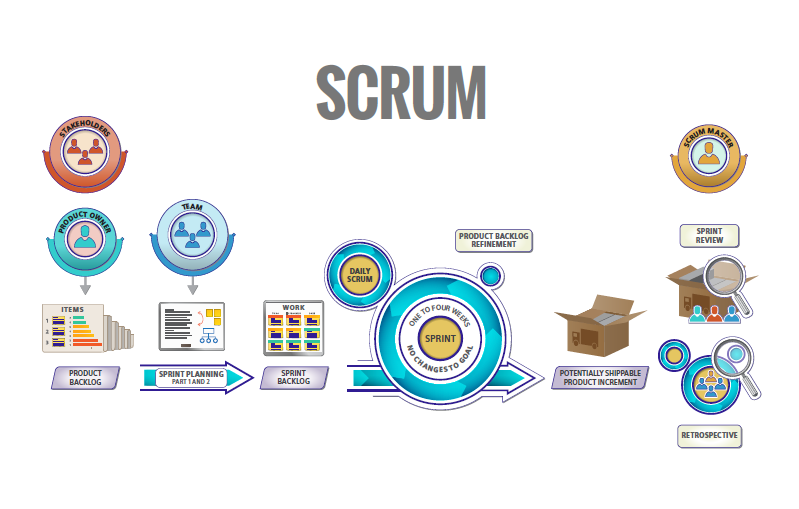 SCRUM
STAKEHOLDERS
SCRUM MASTER
PRODUCT OWNER
TEAM
PRODUCT BACKLOG
REFINEMENT
SPRINT
REVIEW
DAILY
SCRUM
ITEMS
1
2
3
WORK
ONE TO FOUR WEEKS
SPRINT
NO CHANGES TO GOAL
PRODUCT
BACKLOG
SPRINT PLANNING
PART 1 AND 2
SPRINT
BACKLOG
POTENTIALLY SHIPPABLE
PRODUCT INCREMENT
RETROSPECTIVE